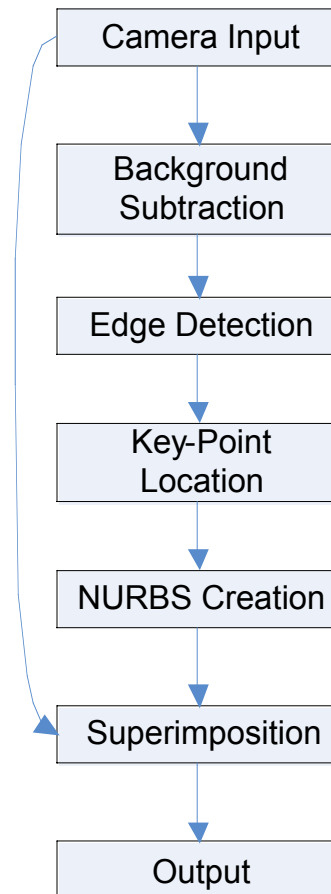 Camera Input
Background
Subtraction
Edge Detection
Key-Point
Location
NURBS Creation
Superimposition
Output